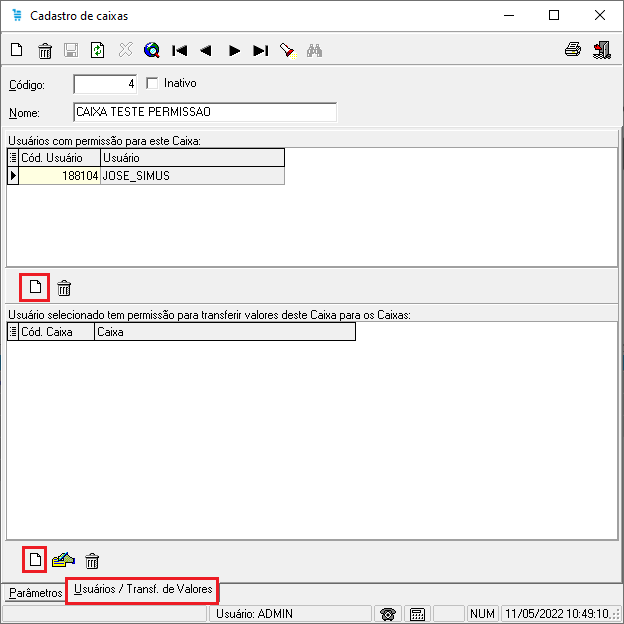 Cadastro de caixas
Código: 4 Inativo
Nome: CAIXA TESTE PERMISSAO
Usuários com permissão para este Caixa:
Cód. Usuário Usuário
188104 JOSE_SIMUS
Usuário selecionado tem permissão para transferir valores deste Caixa para os Caixas:
Cód. Caixa Caixa
Parâmetros Usuários / Transf. de Valores
Usuário: ADMIN NUM 11/05/2022 10:49:10